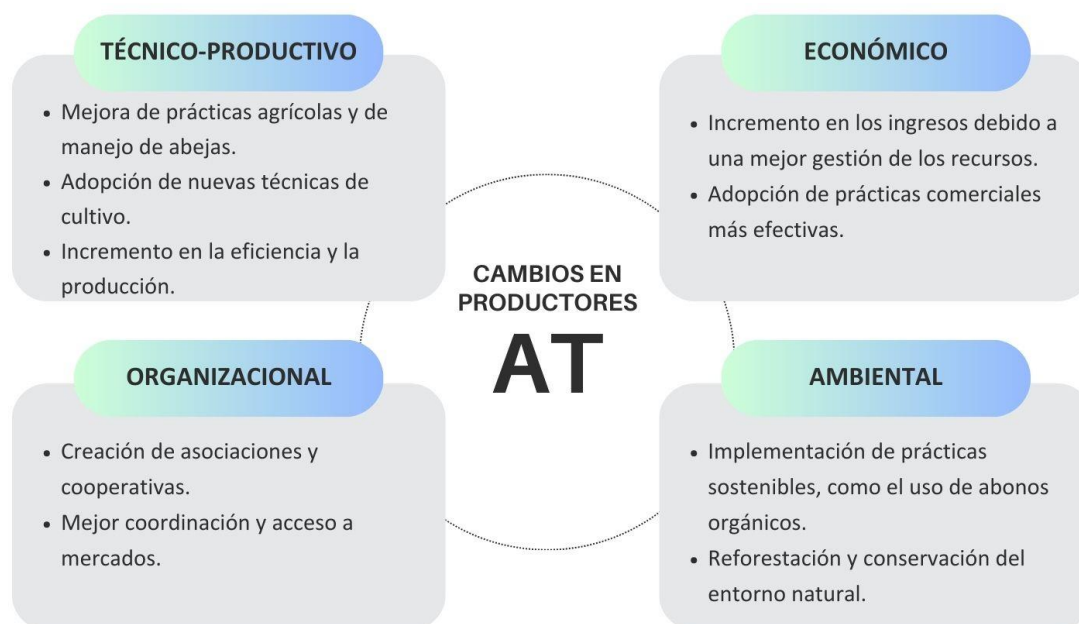 TÉCNICO-PRODUCTIVO
• Mejora de prácticas agrícolas y de
manejo de abejas.
• Adopción de nuevas técnicas de
cultivo.
• Incremento en la eficiencia y la
producción.
ECONÓMICO
• Incremento en los ingresos debido a
una mejor gestión de los recursos.
• Adopción de prácticas comerciales
más efectivas.
CAMBIOS EN
PRODUCTORES
AT
ORGANIZACIONAL
• Creación de asociaciones y
cooperativas.
• Mejor coordinación y acceso a
mercados.
AMBIENTAL
• Implementación de prácticas
sostenibles, como el uso de abonos
orgánicos.
• Reforestación y conservación del
entorno natural.